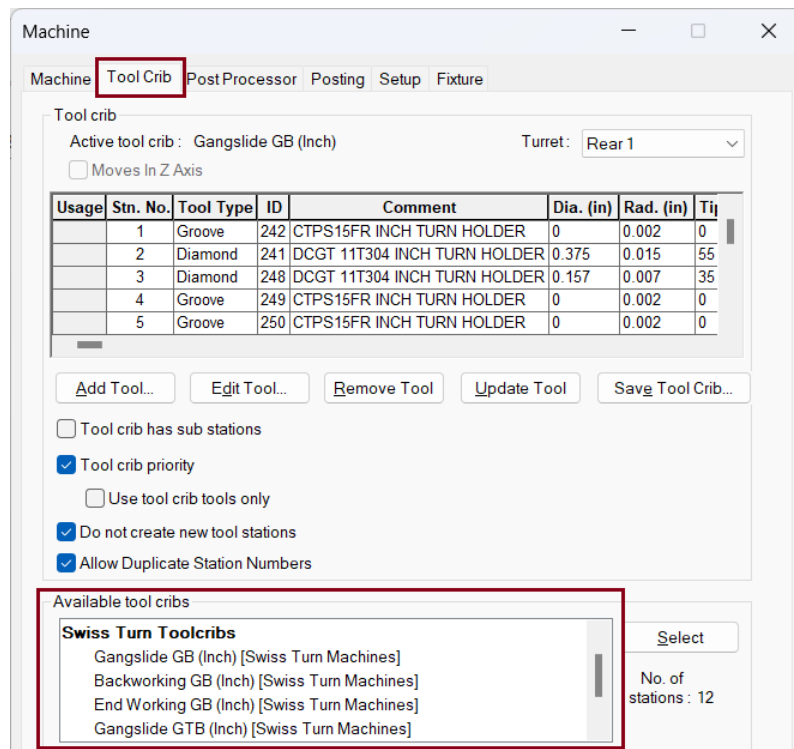 Machine
Machine Tool Crib Post Processor Posting Setup Fixture
Tool crib
Active tool crib : Gangslide GB (Inch) Turret : Rear 1
Moves In Z Axis
Usage Stn. No. Tool Type ID Comment Dia. (in) Rad. (in)
1 Groove 242 CTPS15FR INCH TURN HOLDER 0 0.002 0
2 Diamond 241 DCGT 11T304 INCH TURN HOLDER 0.375 0.015 55
3 Diamond 248 DCGT 11T304 INCH TURN HOLDER 0.157 0.007 35
4 Groove 249 CTPS15FR INCH TURN HOLDER 0 0.002 0
5 Groove 250 CTPS15FR INCH TURN HOLDER 0 0.002 0
Add Tool... Edit Tool... Remove Tool Update Tool Save Tool Crib...
Tool crib has sub stations
Tool crib priority
Use tool crib tools only
Do not create new tool stations
Allow Duplicate Station Numbers
Available tool cribs
Swiss Turn Toolcribs
Gangslide GB (Inch) [Swiss Turn Machines]
Backworking GB (Inch) [Swiss Turn Machines]
End Working GB (Inch) [Swiss Turn Machines]
Gangslide GTB (Inch) [Swiss Turn Machines]
Select
No. of
stations : 12